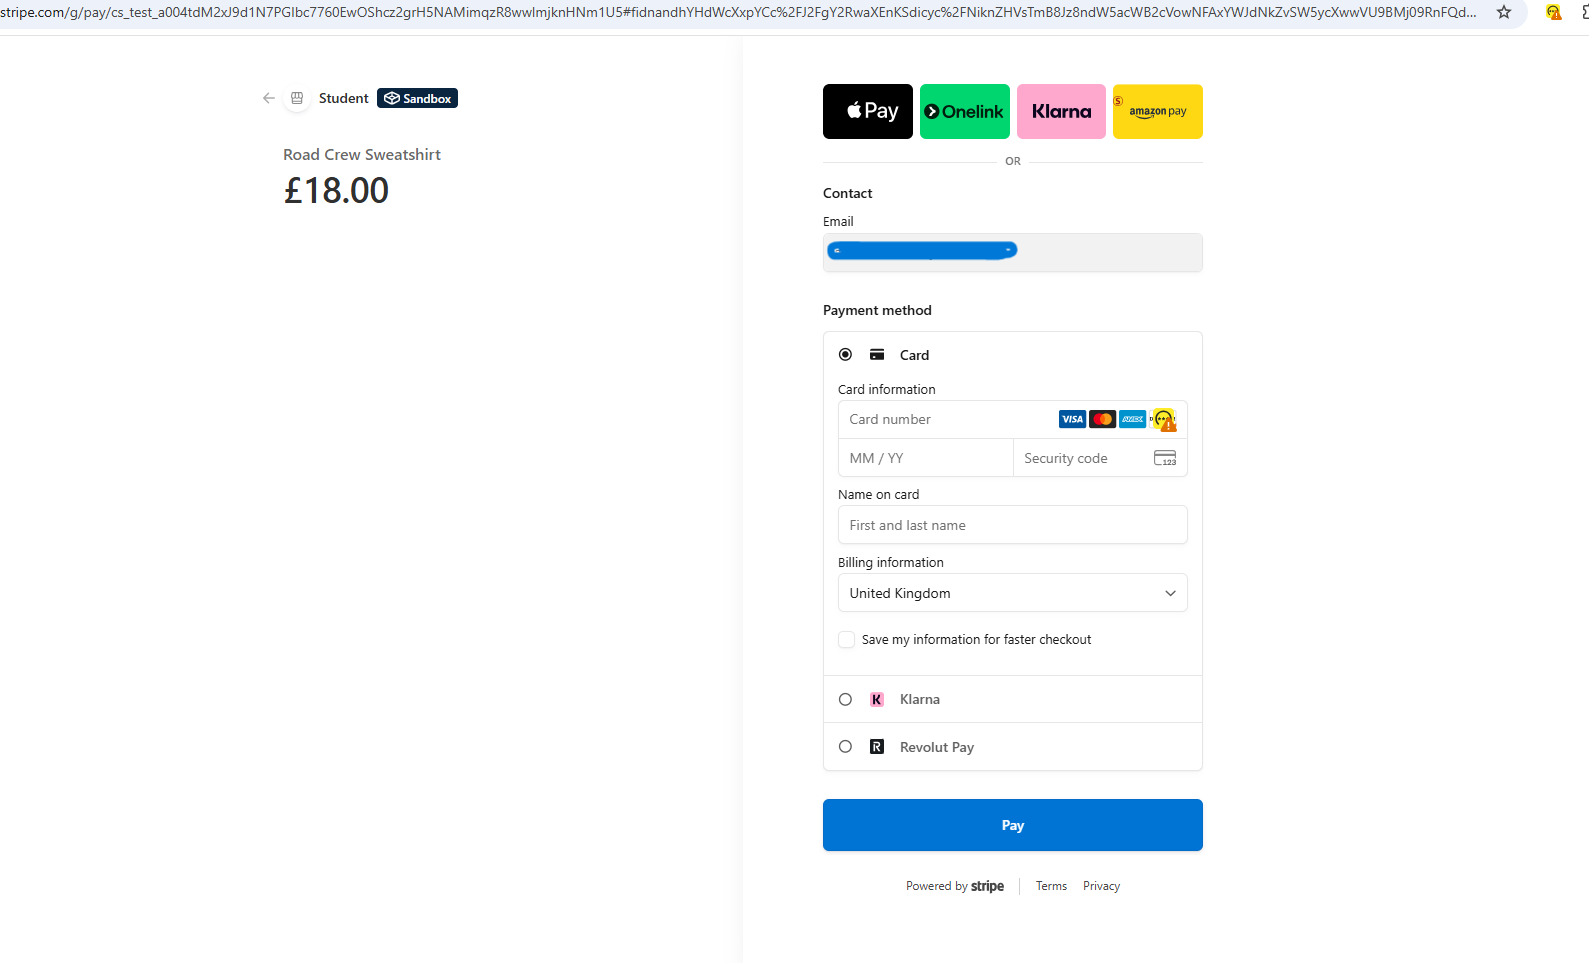 stripe.com/g/pay/cs_test_a004tdM2xJ9d1N7PGlbc7760EwOShcz2grH5NAMimqzR8wwlmjknHNm1U5#fidnandhYHdWcXxpYCc%2FJ2FgY2RwaXEnKSdicyc%2FNiknZHVsTmB8Jz8ndW5acWB2cVowNFAxYWJdNkZvSW5ycXwwVU9BMj09RnFQd...
Student Sandbox
Road Crew Sweatshirt
£18.00
Pay Onelink Klarna amazon pay
OR
Contact
Email
Payment method
Card
Card information
Card number VISA AMEX
MM / YY Security code 123
Name on card
First and last name
Billing information
United Kingdom
Save my information for faster checkout
K Klarna
R Revolut Pay
Pay
Powered by stripe Terms Privacy